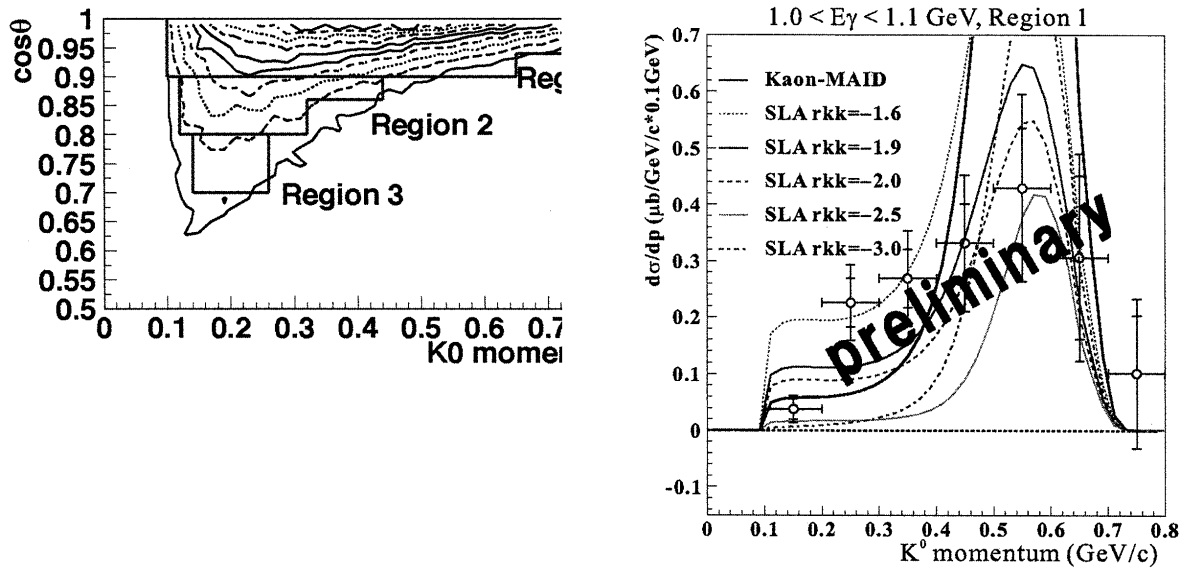 cosθ
1
0.95
0.9
0.85
0.8
0.75
0.7
0.65
0.6
0.55
0.5
0 0.1 0.2 0.3 0.4 0.5 0.6 0.7
K0 momer
Reg
Region 2
Region 3
1.0 < Eγ < 1.1 GeV, Region 1
dσ/dp (μb/GeV/c*0.1GeV)
0.7
0.6
0.5
0.4
0.3
0.2
0.1
0
-0.1
Kaon-MAID
SLA rkk=−1.6
SLA rkk=−1.9
SLA rkk=−2.0
SLA rkk=−2.5
SLA rkk=−3.0
preliminary
0 0.1 0.2 0.3 0.4 0.5 0.6 0.7 0.8
K⁰ momentum (GeV/c)